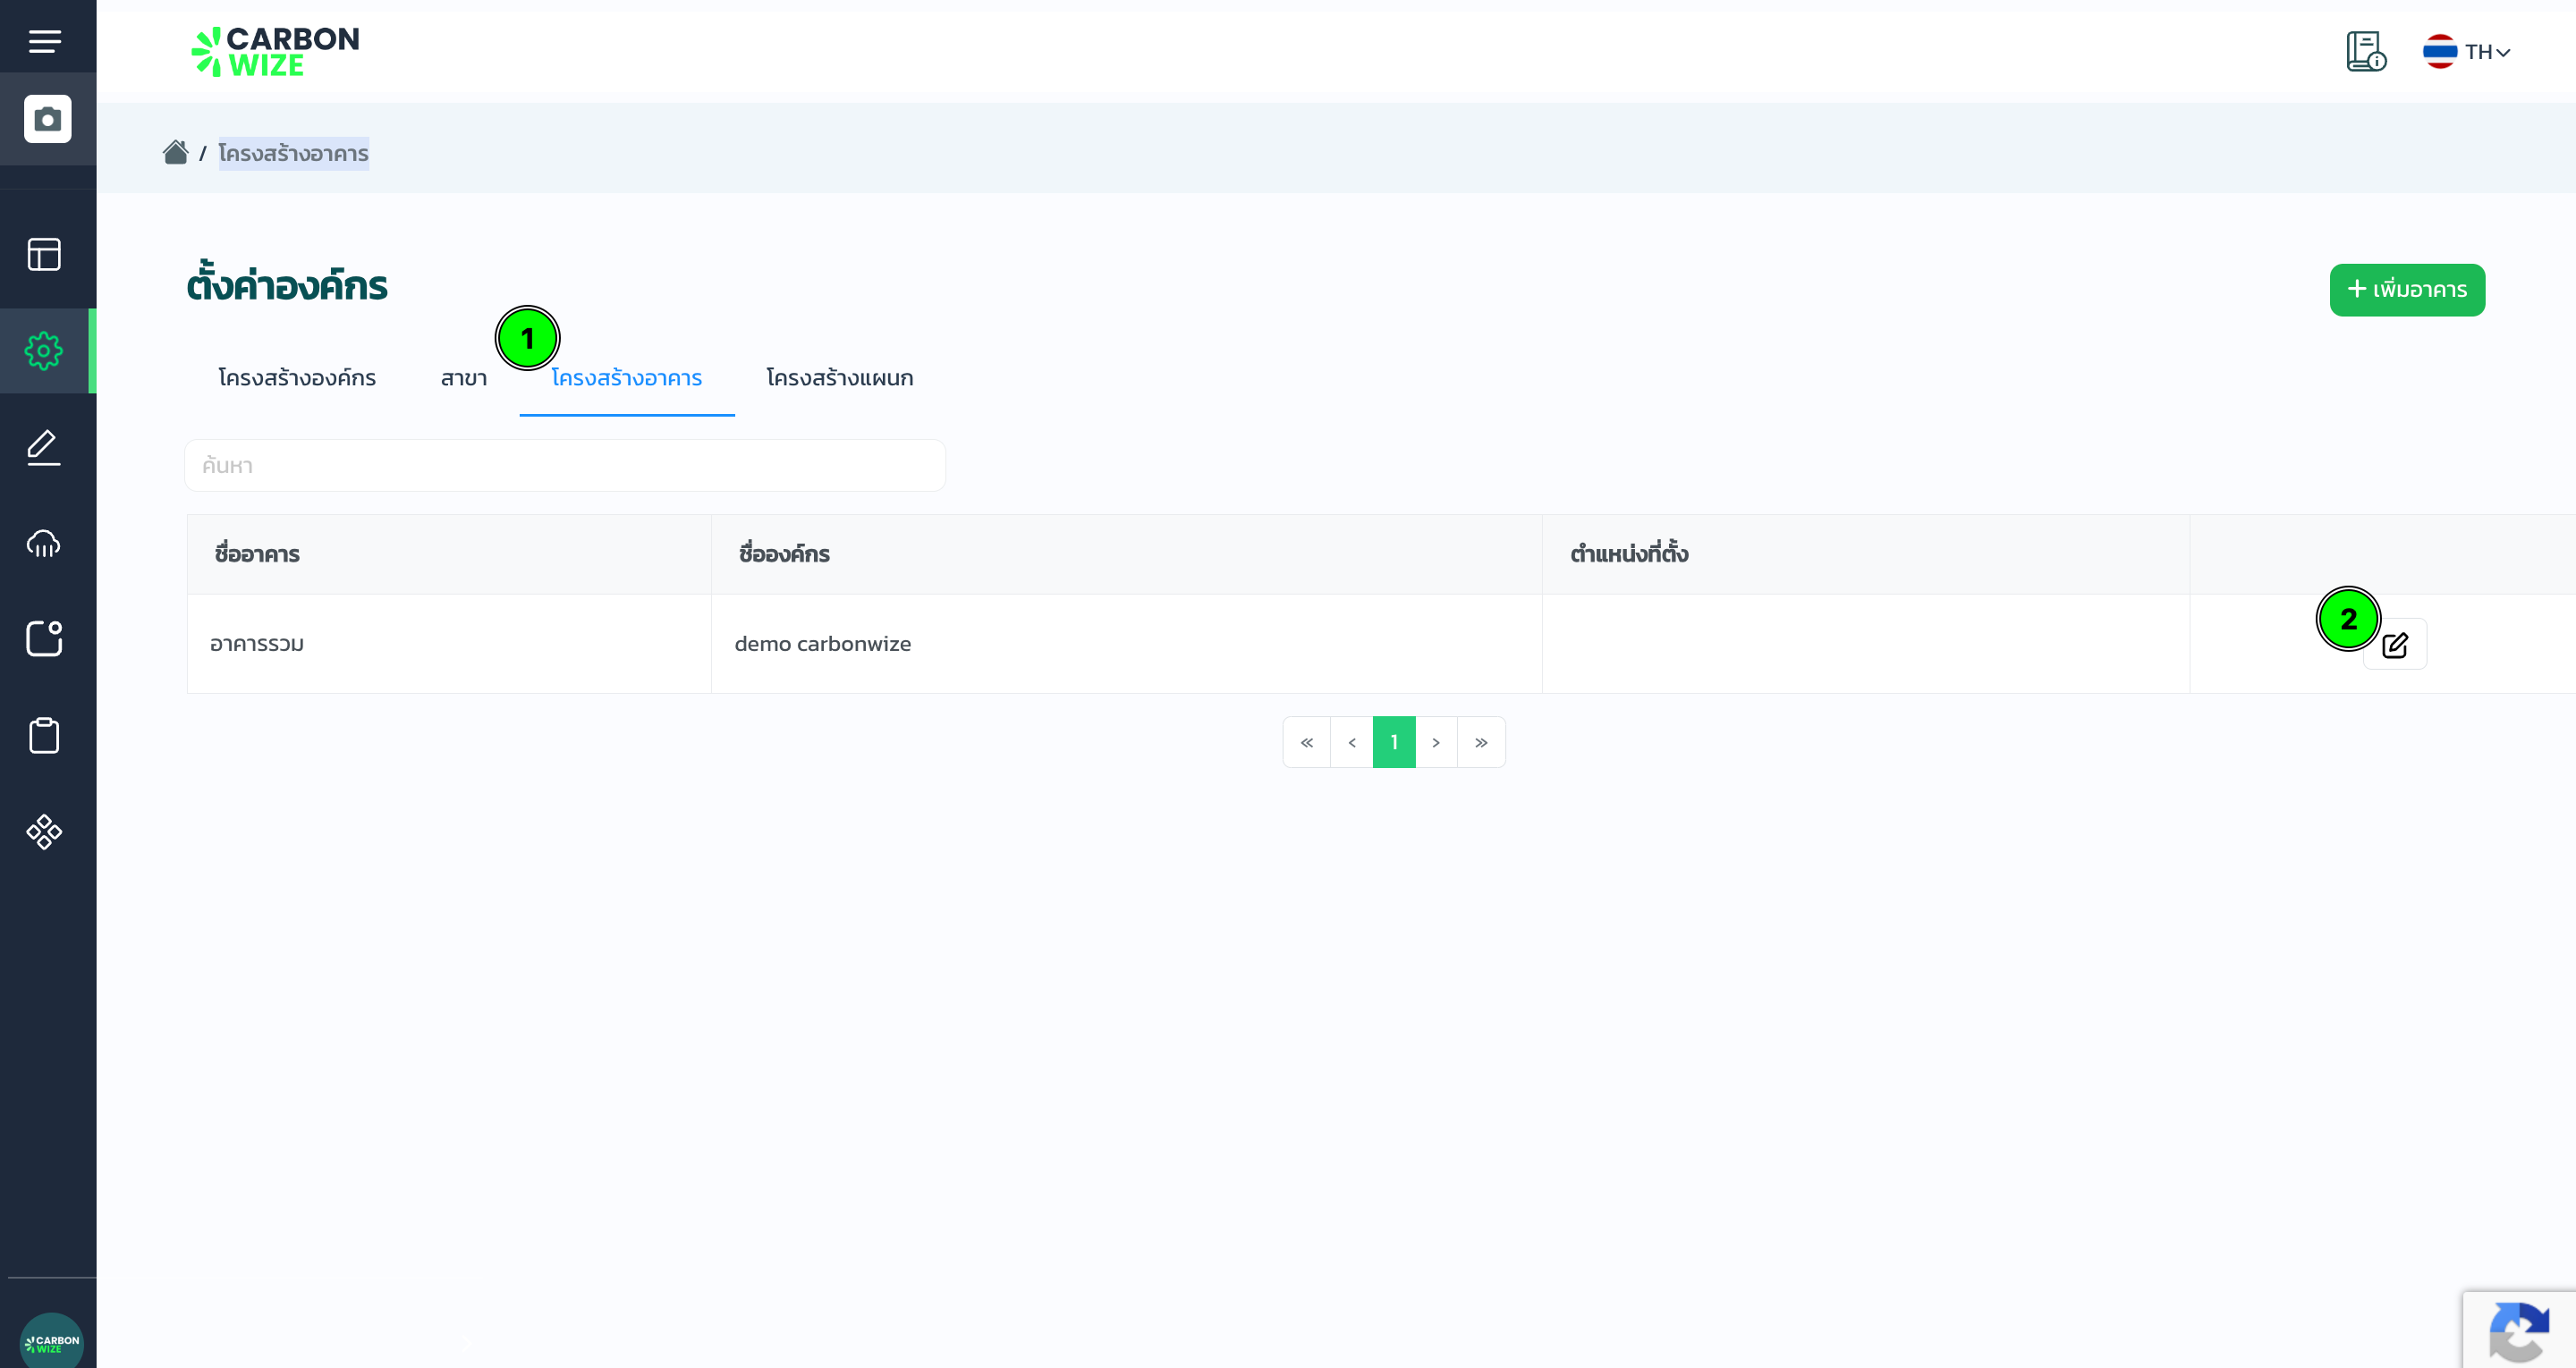 CARBON
WIZE
TH
/ โครงสร้างอาคาร
ตั้งค่าองค์กร
+ เพิ่มอาคาร
1
โครงสร้างองค์กร สาขา โครงสร้างอาคาร โครงสร้างแผนก
ค้นหา
ชื่ออาคาร ชื่อองค์กร ตำแหน่งที่ตั้ง
2
อาคารรวม demo carbonwize
« ‹ 1 › »
CARBON
WIZE